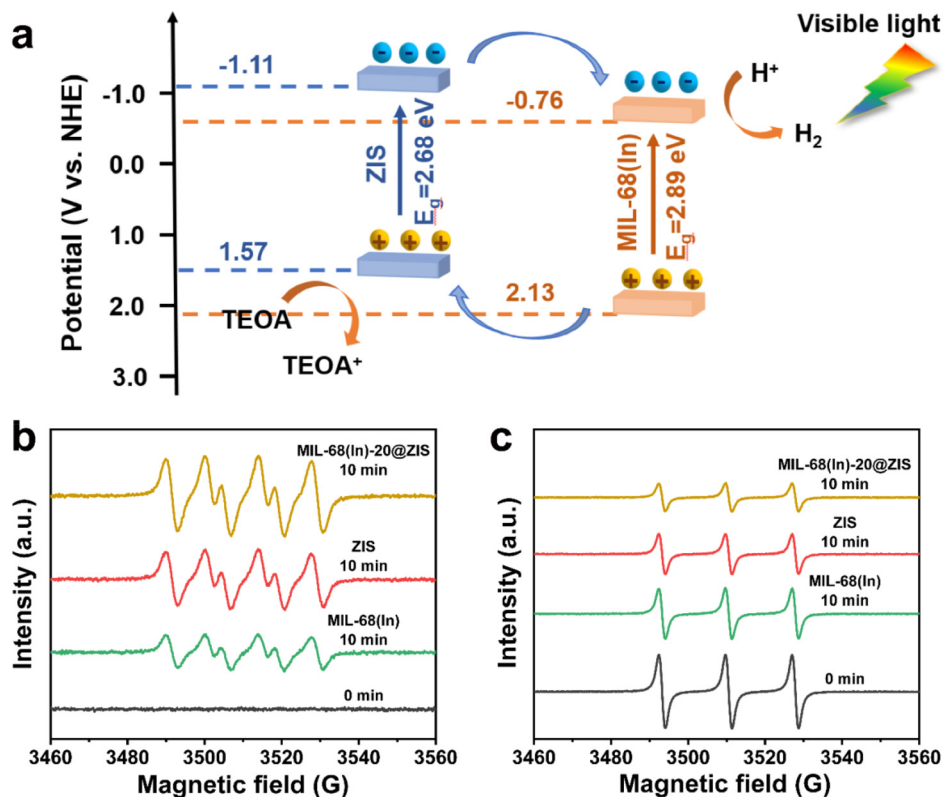 a
Visible light
Potential (V vs. NHE)
-1.0
0.0
1.0
2.0
3.0
-1.11
-0.76
1.57
2.13
ZIS
Eg=2.68 eV
MIL-68(In)
Eg=2.89 eV
- - -
- - -
+ + +
+ + +
H+
H2
TEOA
TEOA+
b
MIL-68(In)-20@ZIS
10 min
ZIS
10 min
MIL-68(In)
10 min
0 min
Intensity (a.u.)
3460 3480 3500 3520 3540 3560
Magnetic field (G)
c
MIL-68(In)-20@ZIS
10 min
ZIS
10 min
MIL-68(In)
10 min
0 min
Intensity (a.u.)
3460 3480 3500 3520 3540 3560
Magnetic field (G)